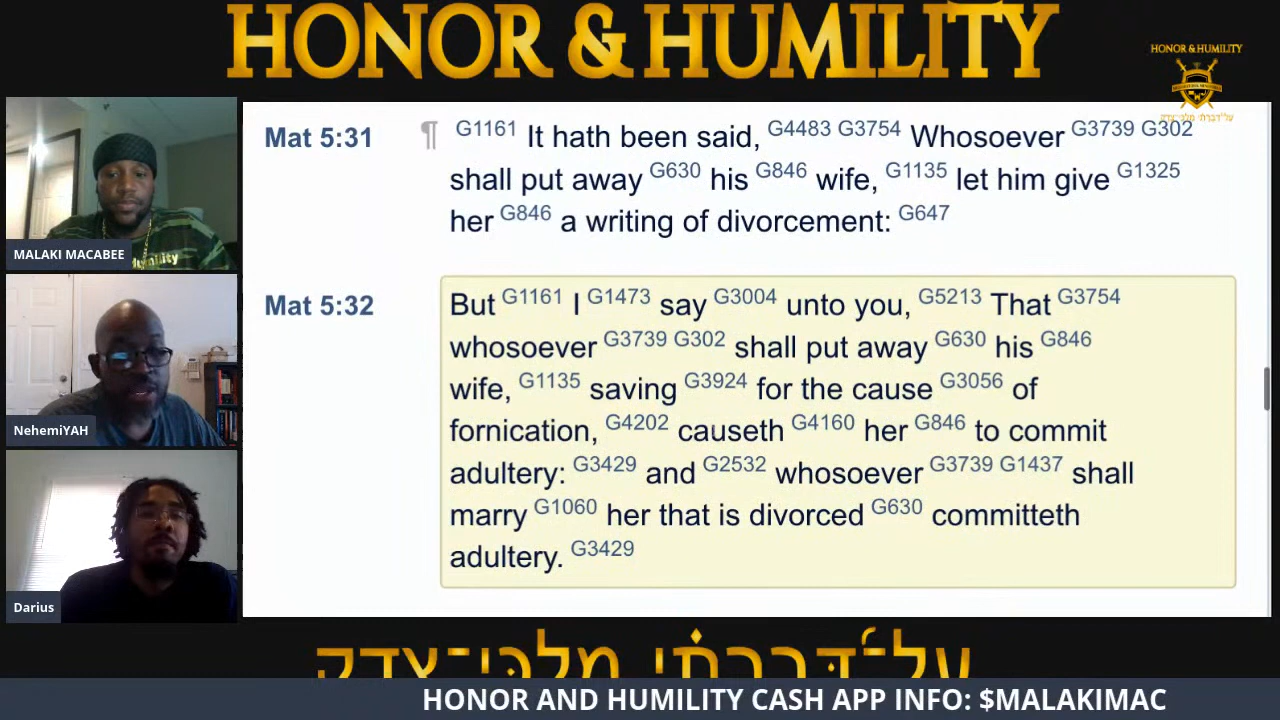 HONOR & HUMILITY
HONOR & HUMILITY
על־דברתי מלכי־צדק
MALAKI MACABEE
NehemiYAH
Darius
Mat 5:31 ¶ G1161 It hath been said, G4483 G3754 Whosoever G3739 G302
shall put away G630 his G846 wife, G1135 let him give G1325
her G846 a writing of divorcement: G647
Mat 5:32 But G1161 I G1473 say G3004 unto you, G5213 That G3754
whosoever G3739 G302 shall put away G630 his G846
wife, G1135 saving G3924 for the cause G3056 of
fornication, G4202 causeth G4160 her G846 to commit
adultery: G3429 and G2532 whosoever G3739 G1437 shall
marry G1060 her that is divorced G630 committeth
adultery. G3429
עַל־דִּבְרָתִ֗י מַלְכִּי־צֶדֶק
HONOR AND HUMILITY CASH APP INFO: $MALAKIMAC